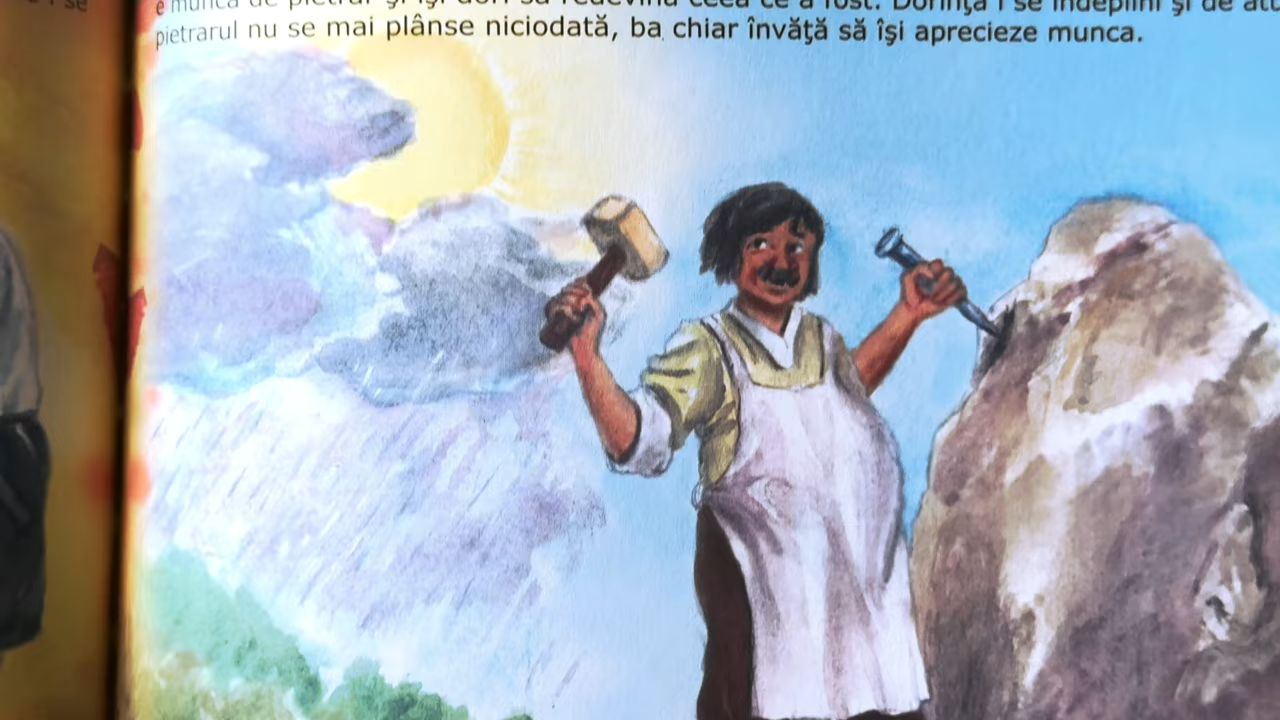 e munca de pietrar şi îşi dori să redevină ceea ce a fost. Dorinţa i se îndeplini şi de atu
pietrarul nu se mai plânse niciodată, ba chiar învăţă să îşi aprecieze munca.